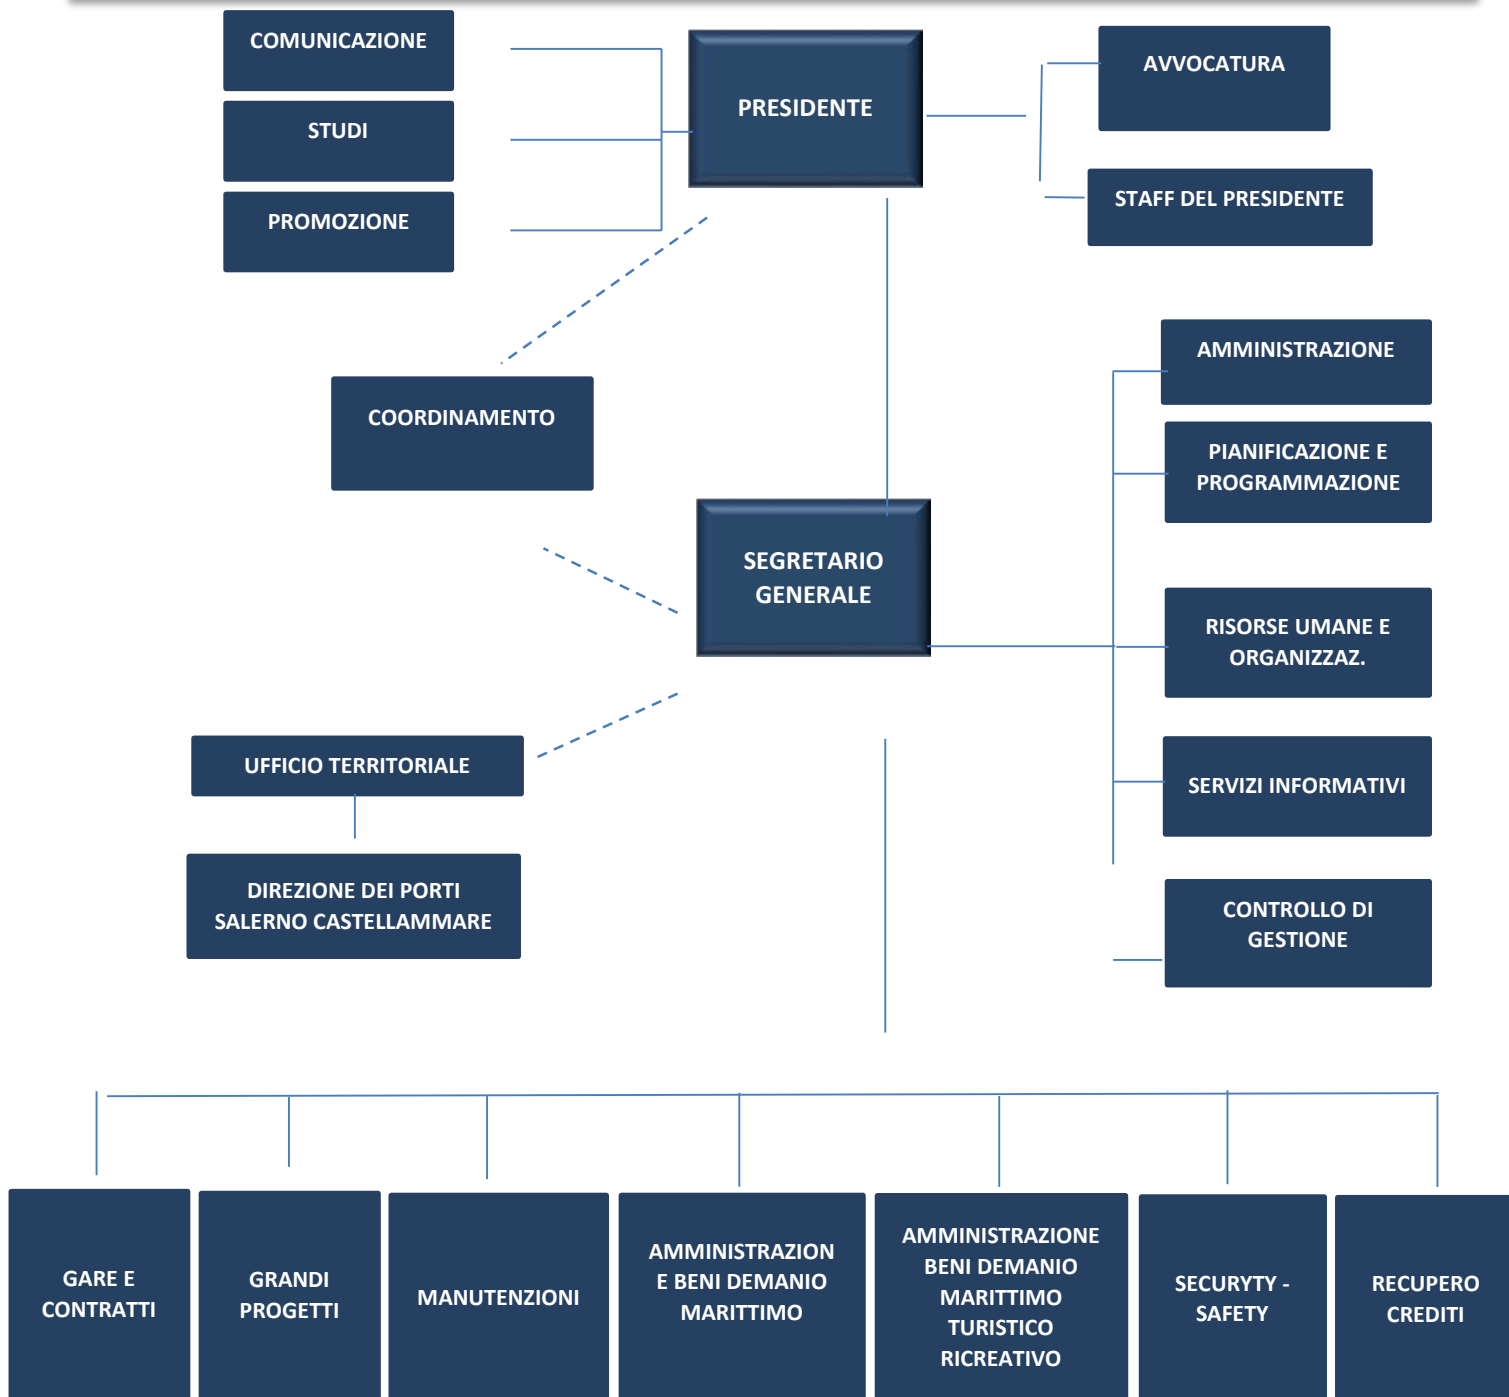 COMUNICAZIONE
STUDI
PROMOZIONE
PRESIDENTE
AVVOCATURA
STAFF DEL PRESIDENTE
COORDINAMENTO
SEGRETARIO
GENERALE
AMMINISTRAZIONE
PIANIFICAZIONE E
PROGRAMMAZIONE
RISORSE UMANE E
ORGANIZZAZ.
SERVIZI INFORMATIVI
CONTROLLO DI
GESTIONE
UFFICIO TERRITORIALE
DIREZIONE DEI PORTI
SALERNO CASTELLAMMARE
GARE E
CONTRATTI
GRANDI
PROGETTI
MANUTENZIONI
AMMINISTRAZION
E BENI DEMANIO
MARITTIMO
AMMINISTRAZIONE
BENI DEMANIO
MARITTIMO
TURISTICO
RICREATIVO
SECURYTY -
SAFETY
RECUPERO
CREDITI